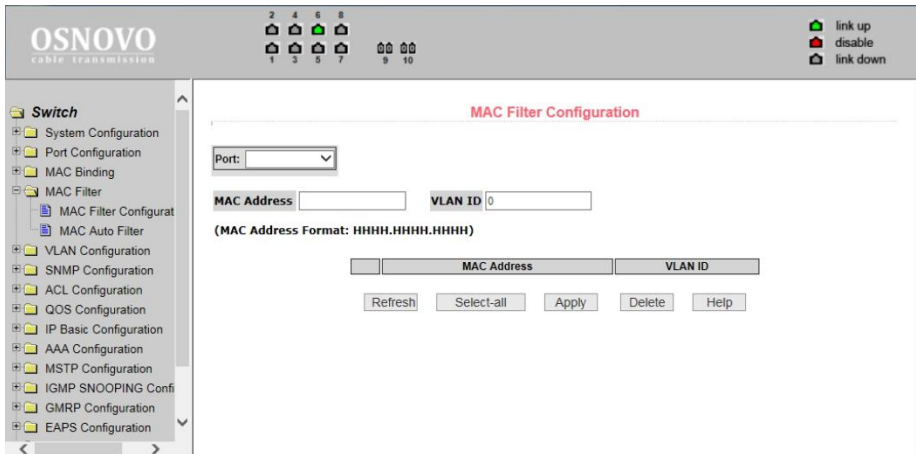 OSNOVO
cable transmission
2 4 6 8
1 3 5 7 9 10
link up
disable
link down
Switch
System Configuration
Port Configuration
MAC Binding
MAC Filter
MAC Filter Configurat
MAC Auto Filter
VLAN Configuration
SNMP Configuration
ACL Configuration
QOS Configuration
IP Basic Configuration
AAA Configuration
MSTP Configuration
IGMP SNOOPING Confi
GMRP Configuration
EAPS Configuration
MAC Filter Configuration
Port:
MAC Address VLAN ID 0
(MAC Address Format: HHHH.HHHH.HHHH)
MAC Address VLAN ID
Refresh Select-all Apply Delete Help